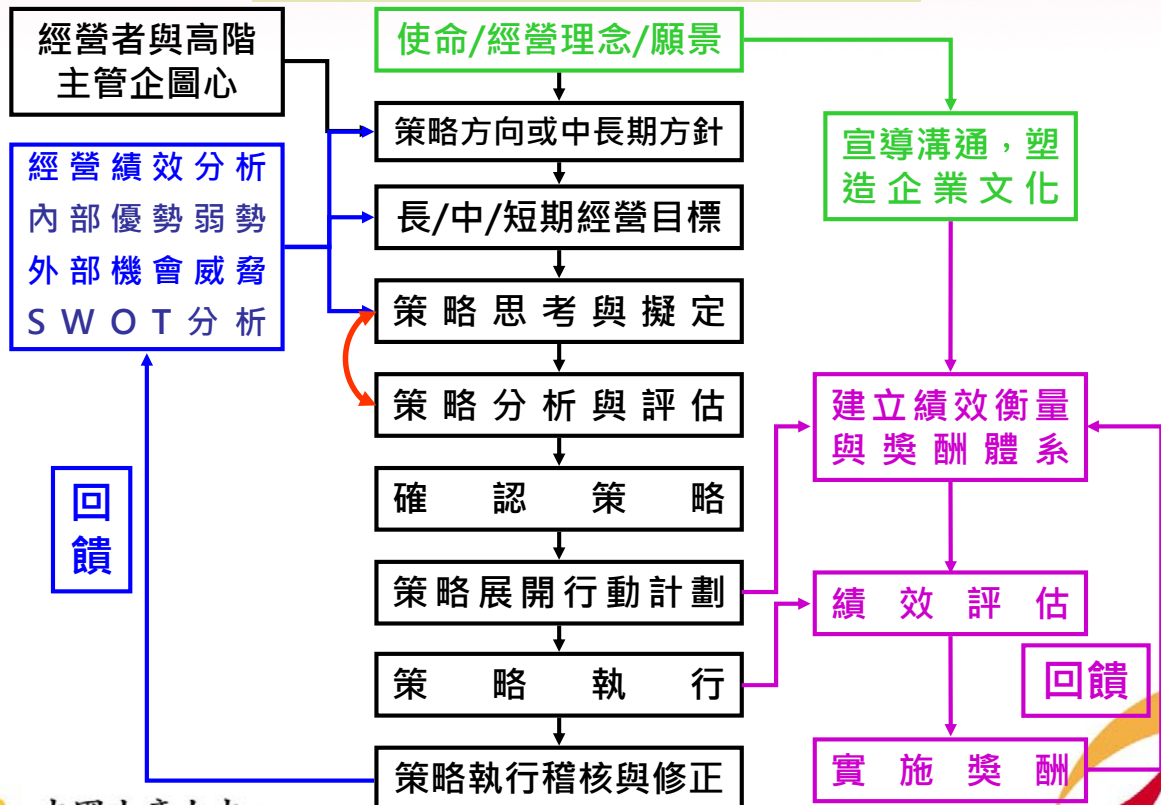 經營者與高階
主管企圖心
使命/經營理念/願景
策略方向或中長期方針
宣導溝通，塑
造企業文化
經營績效分析
內部優勢弱勢
外部機會威脅
SWOT分析
長/中/短期經營目標
策略思考與擬定
策略分析與評估
建立績效衡量
與獎酬體系
確認策略
回
饋
策略展開行動計劃
績效評估
策略執行
回饋
策略執行稽核與修正
實施獎酬